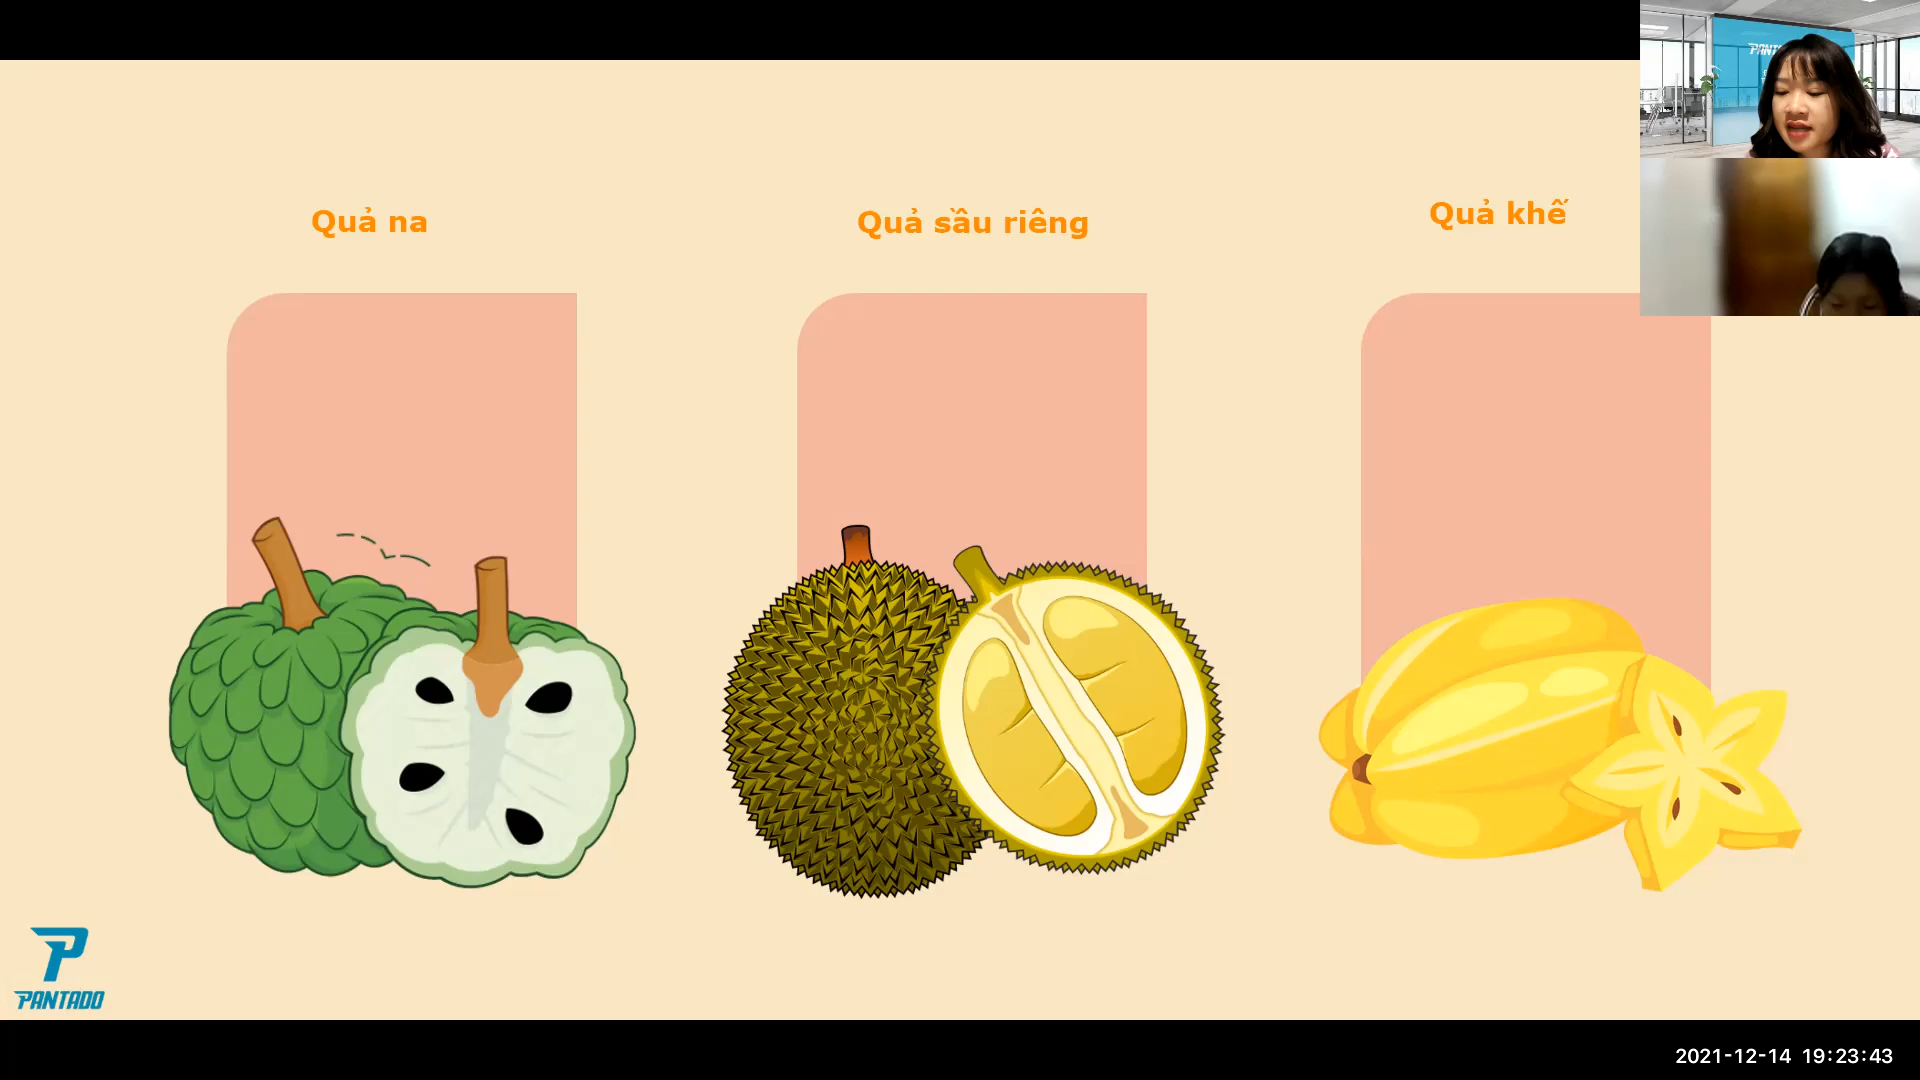 Quả na
Quả sầu riêng
Quả khế
PANTADO
2021-12-14 19:23:43